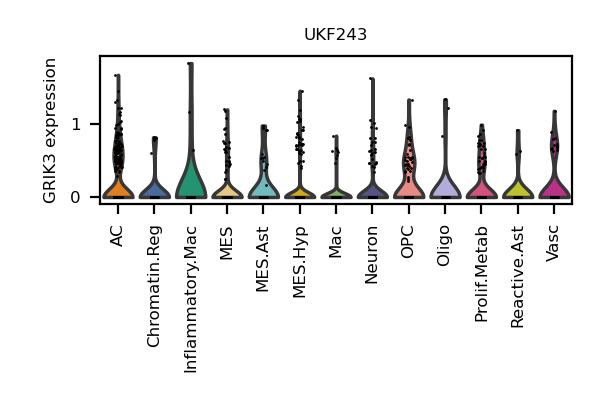 UKF243
GRIK3 expression
1
0
AC
Chromatin.Reg
Inflammatory.Mac
MES
MES.Ast
MES.Hyp
Mac
Neuron
OPC
Oligo
Prolif.Metab
Reactive.Ast
Vasc